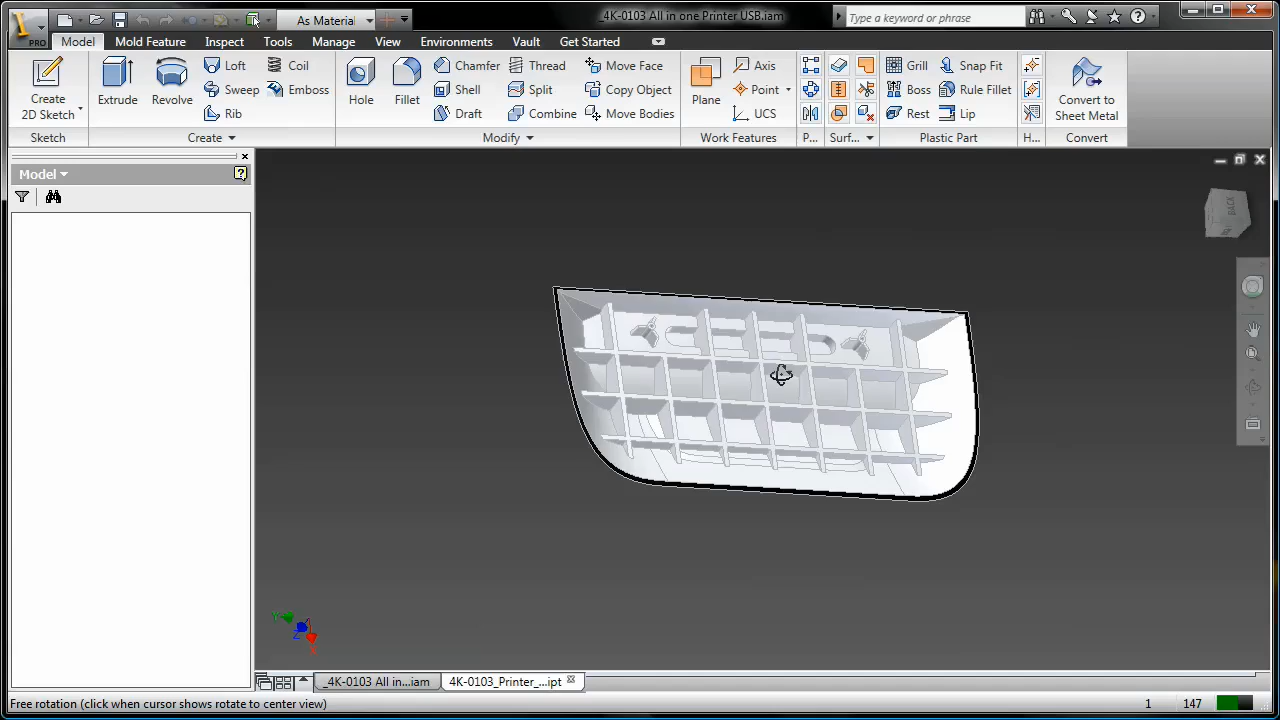 PRO
As Material
_4K-0103 All in one Printer USB.iam
Type a keyword or phrase
Model
Mold Feature
Inspect
Tools
Manage
View
Environments
Vault
Get Started
Create
2D Sketch
Extrude
Revolve
Loft
Sweep
Rib
Coil
Emboss
Hole
Fillet
Chamfer
Shell
Draft
Thread
Split
Combine
Move Face
Copy Object
Move Bodies
Plane
Axis
Point
UCS
Grill
Boss
Rest
Snap Fit
Rule Fillet
Lip
Convert to
Sheet Metal
Sketch
Create
Modify
Work Features
P...
Surf...
Plastic Part
H...
Convert
Model
BACK
Y
Z
X
_4K-0103 All in...iam
4K-0103_Printer_...ipt
Free rotation (click when cursor shows rotate to center view)
1
147